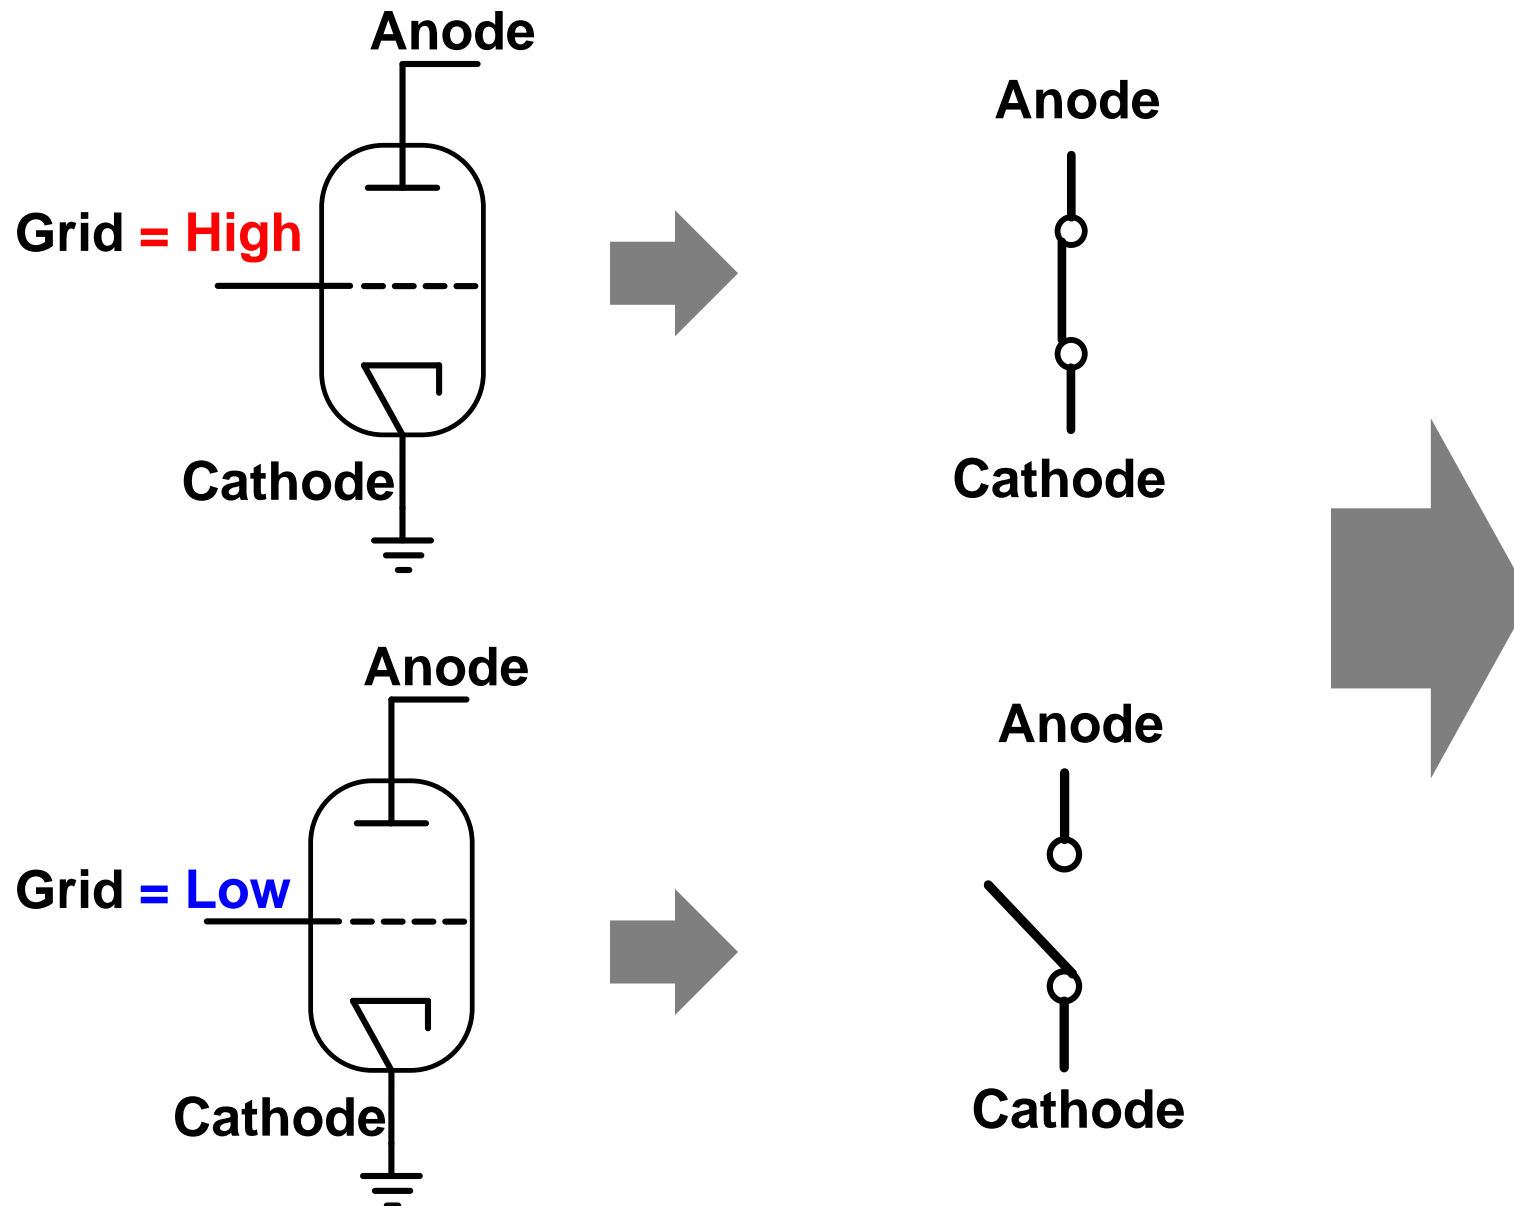 Anode
Anode
Grid = High
Cathode
Cathode
Anode
Anode
Grid = Low
Cathode
Cathode